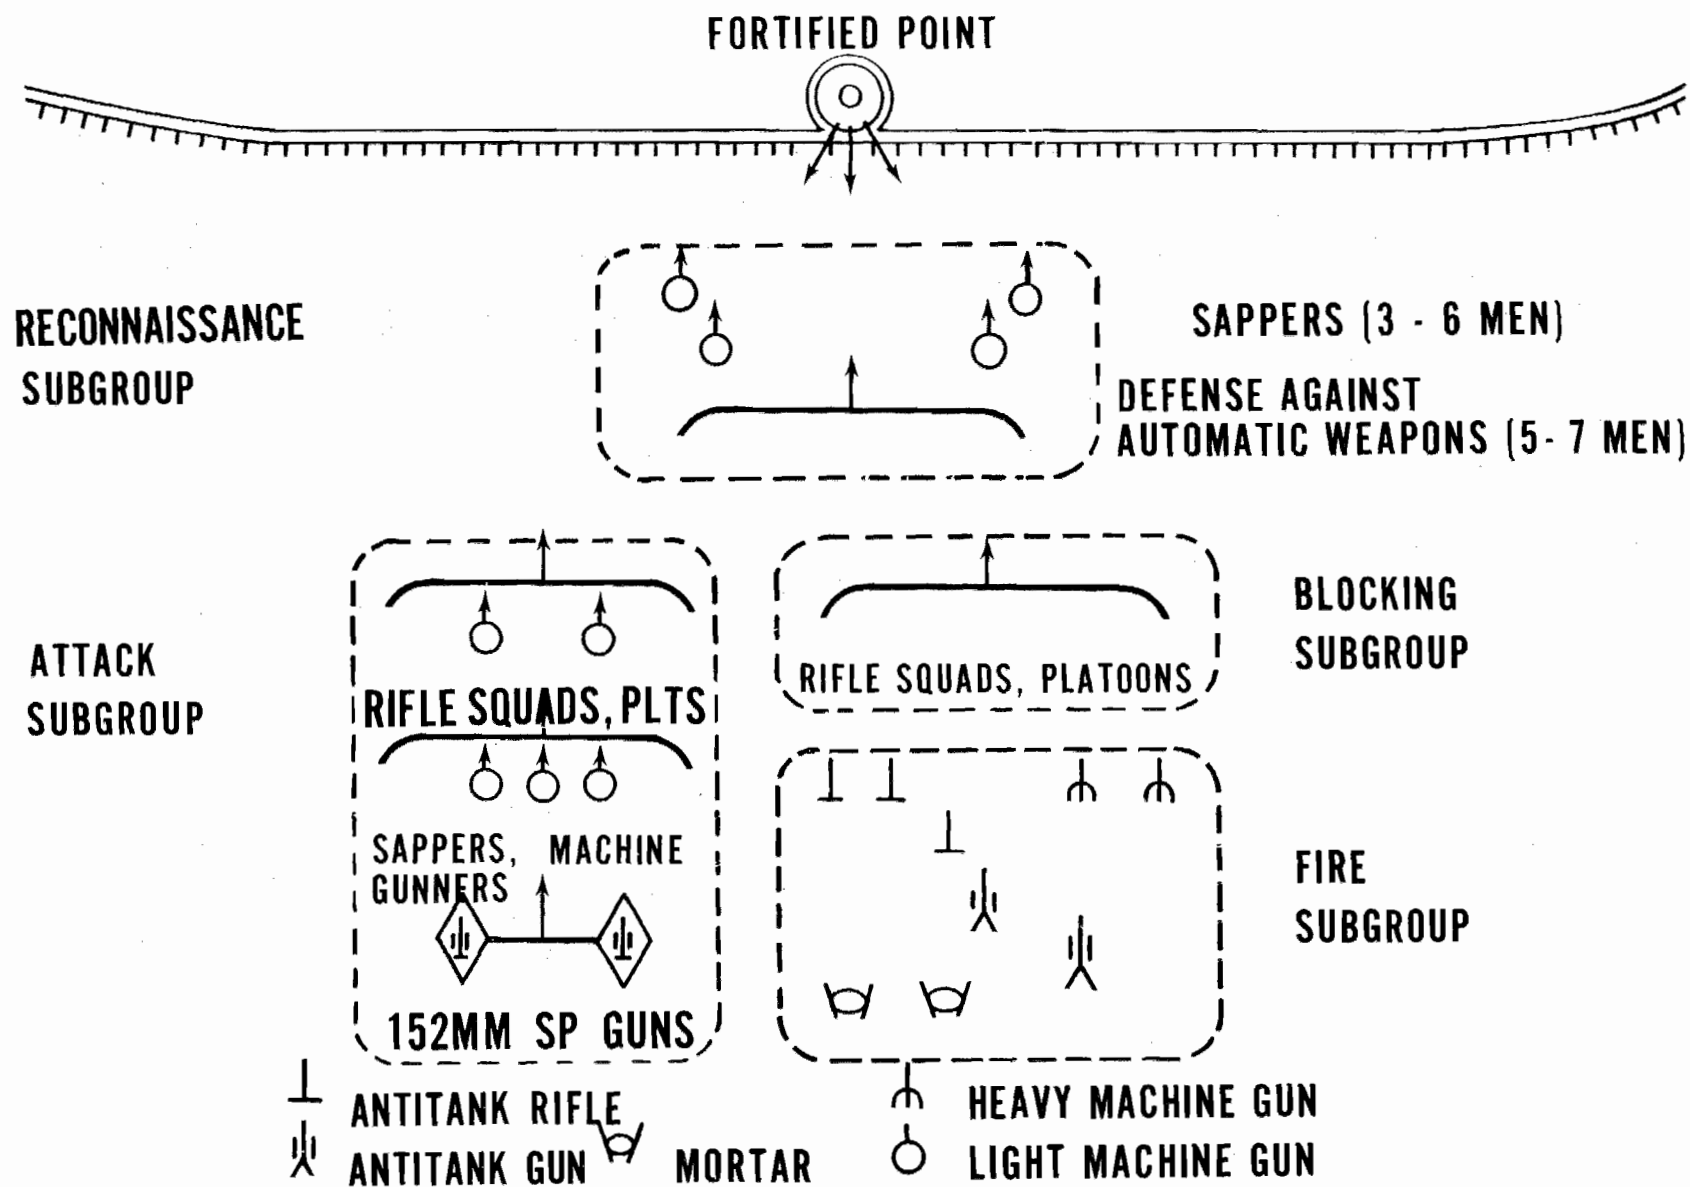 FORTIFIED POINT
RECONNAISSANCE
SUBGROUP
SAPPERS (3 - 6 MEN)
DEFENSE AGAINST
AUTOMATIC WEAPONS (5- 7 MEN)
ATTACK
SUBGROUP
RIFLE SQUADS, PLTS
SAPPERS, MACHINE
GUNNERS
152MM SP GUNS
RIFLE SQUADS, PLATOONS
BLOCKING
SUBGROUP
FIRE
SUBGROUP
ANTITANK RIFLE
ANTITANK GUN
MORTAR
HEAVY MACHINE GUN
LIGHT MACHINE GUN